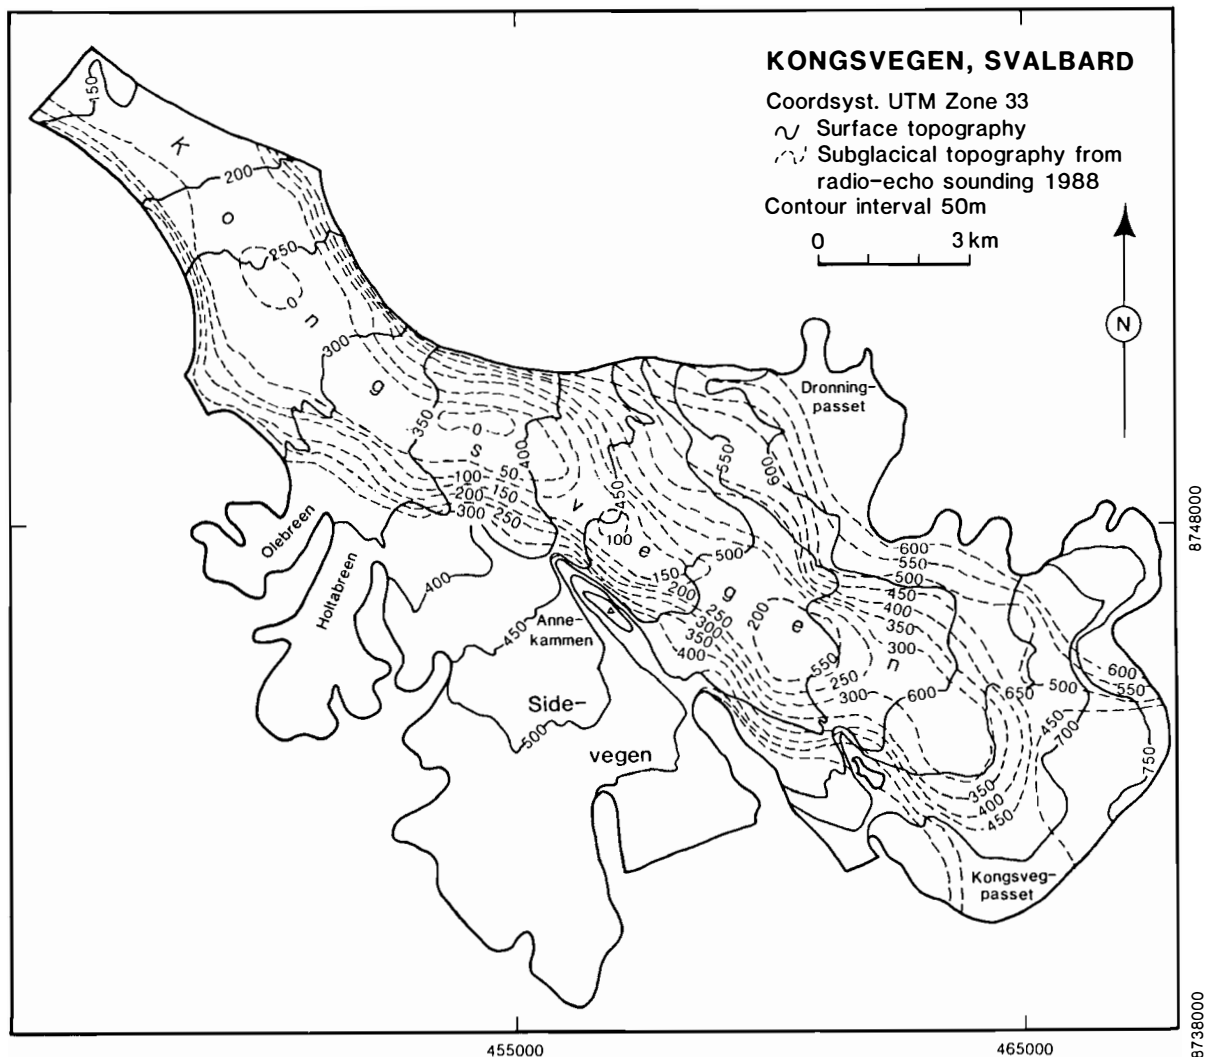 KONGSVEGEN, SVALBARD
Coordsyst. UTM Zone 33
Surface topography
Subglacical topography from
radio-echo sounding 1988
Contour interval 50m
0 3 km
N
150
K
200
o
250
0
n
300
g
350
0
s
400
50
100
150
200
250
300
v
450
100
e
500
150
200
250
300
350
400
g
200
e
550
250
300
n
600
550
600
Dronning-
passet
600
550
500
450
400
350
300
650
500
450
700
600
550
750
350
400
450
Kongsveg-
passet
Olebreen
Holtabreen
400
450
Anne-
kammen
Side-
500
vegen
8748000
8738000
455000
465000